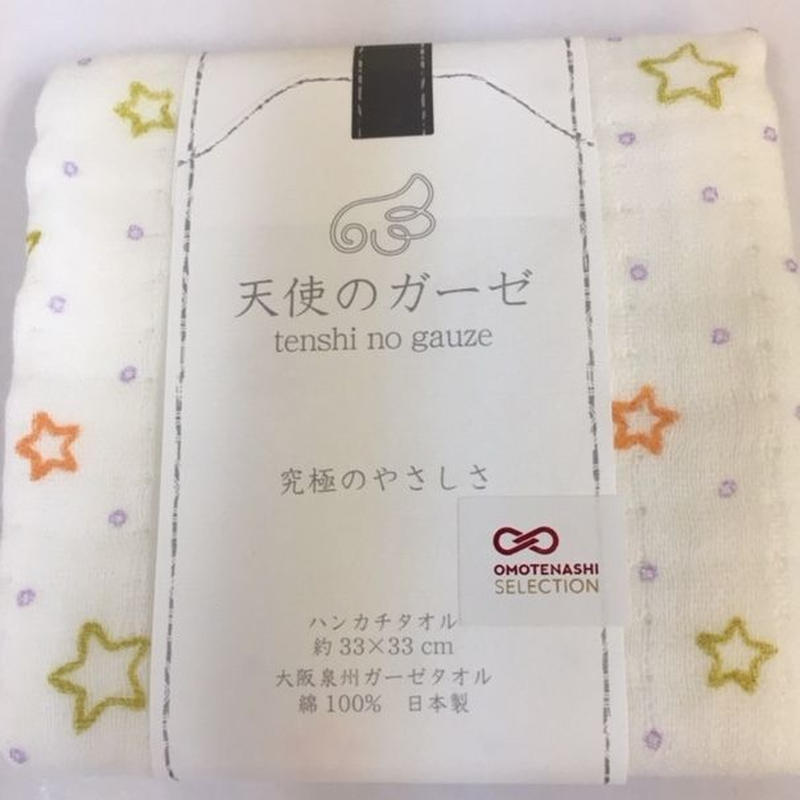 天使のガーゼ
tenshi no gauze
究極のやさしさ
OMOTENASHI
SELECTION
ハンカチタオル
約 33×33 cm
大阪泉州ガーゼタオル
綿 100%　日本製